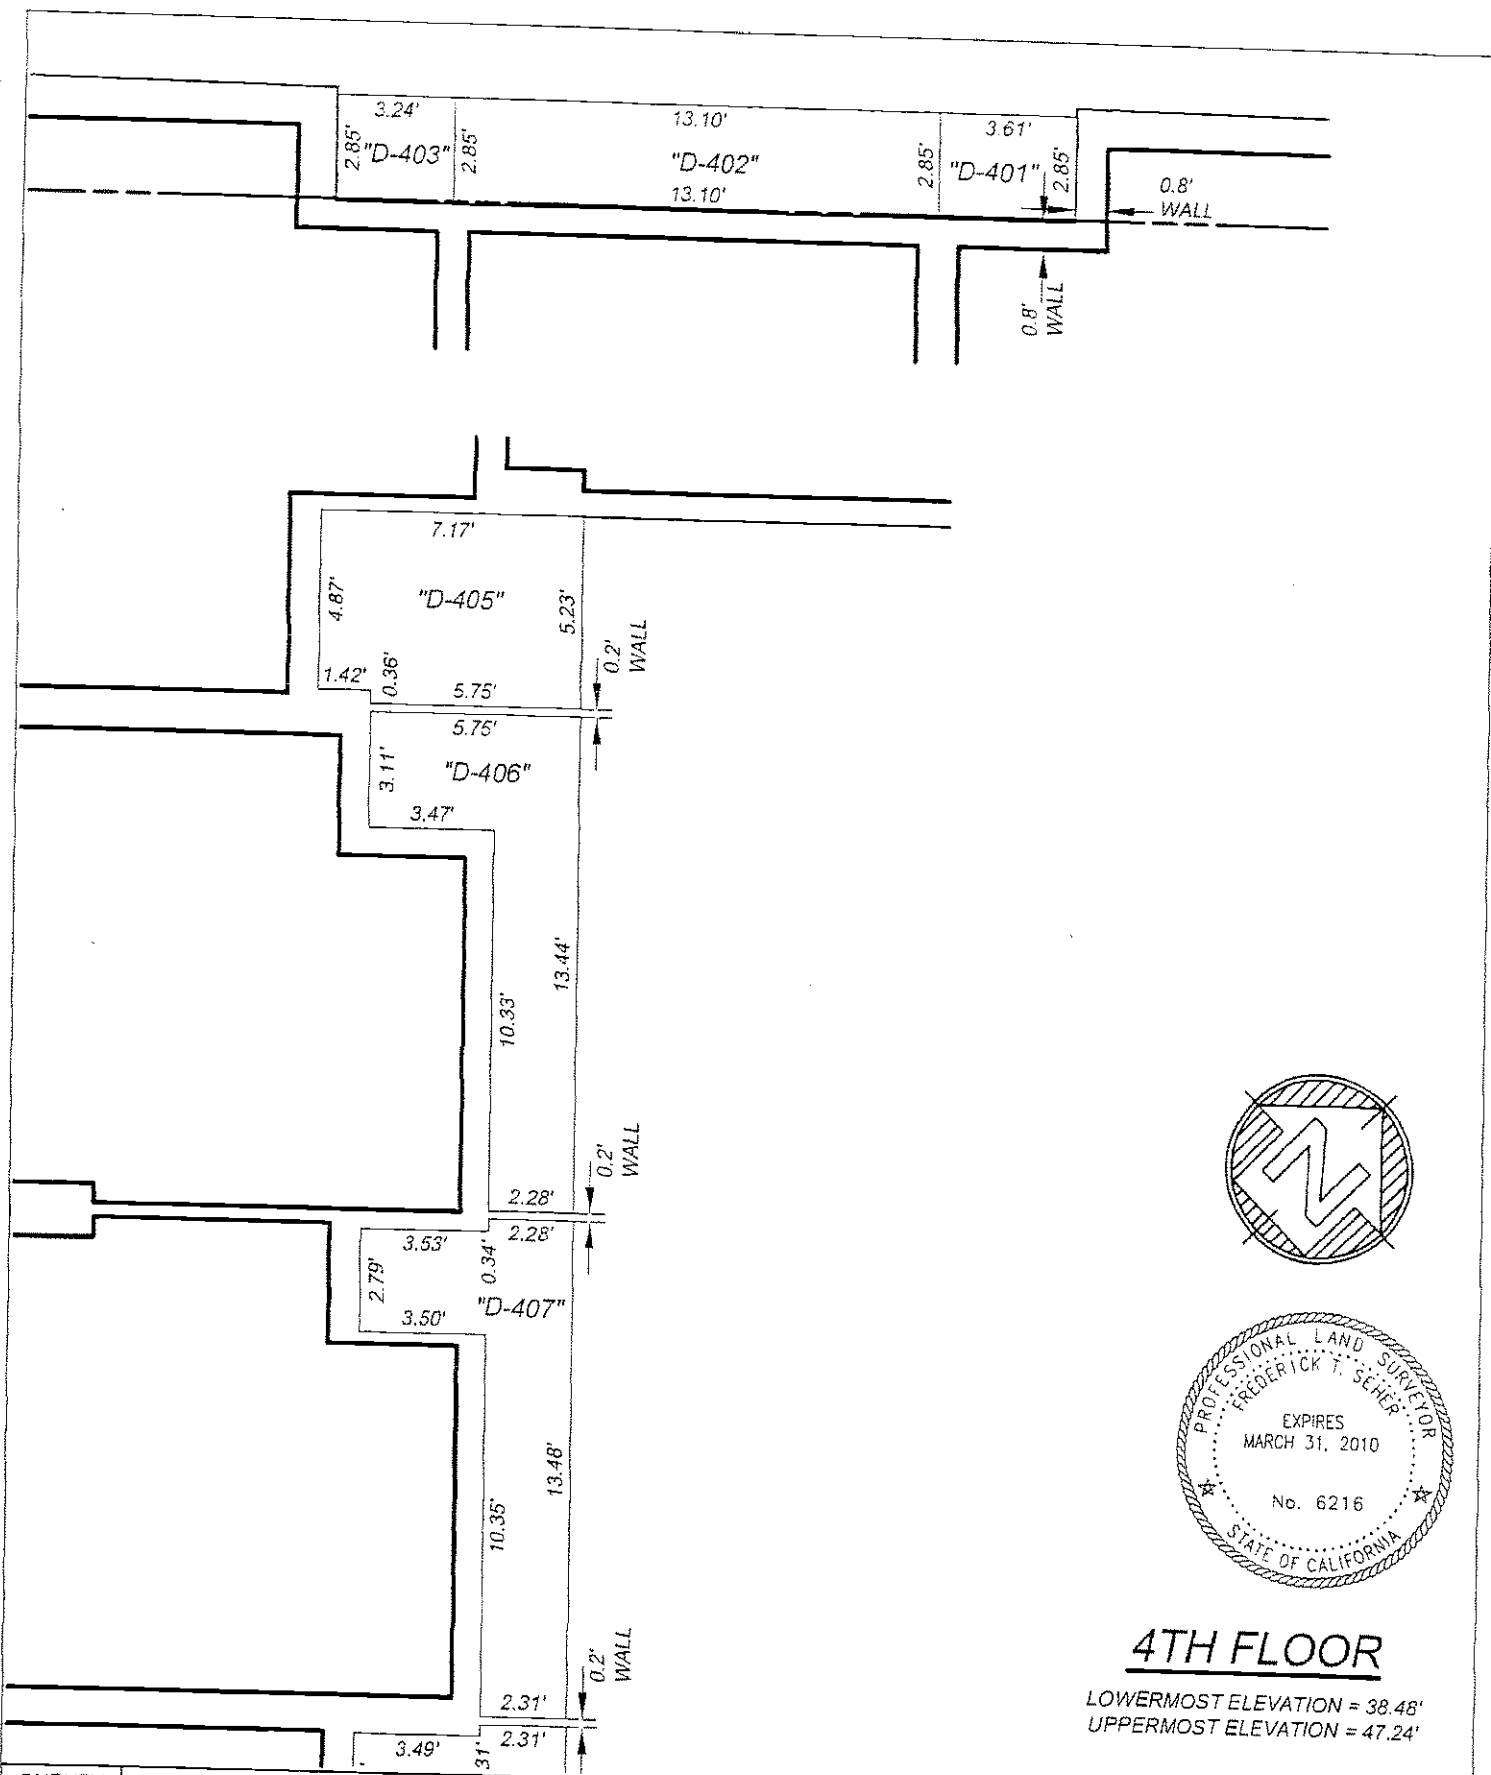 3.24'
13.10'
3.61'
2.85'
"D-403"
2.85'
"D-402"
2.85'
"D-401"
2.85'
13.10'
0.8'
WALL
0.8'
WALL
7.17'
4.87'
"D-405"
5.23'
0.2'
WALL
1.42'
0.36'
5.75'
5.75'
3.11'
"D-406"
3.47'
13.44'
10.33'
0.2'
WALL
2.28'
2.28'
3.53'
0.34'
2.79'
"D-407"
3.50'
13.48'
10.35'
0.2'
WALL
2.31'
2.31'
3.49'
31'
N
PROFESSIONAL LAND SURVEYOR
FREDERICK T. SEHER
EXPIRES
MARCH 31, 2010
No. 6216
STATE OF CALIFORNIA
4TH FLOOR
LOWERMOST ELEVATION = 38.48'
UPPERMOST ELEVATION = 47.24'